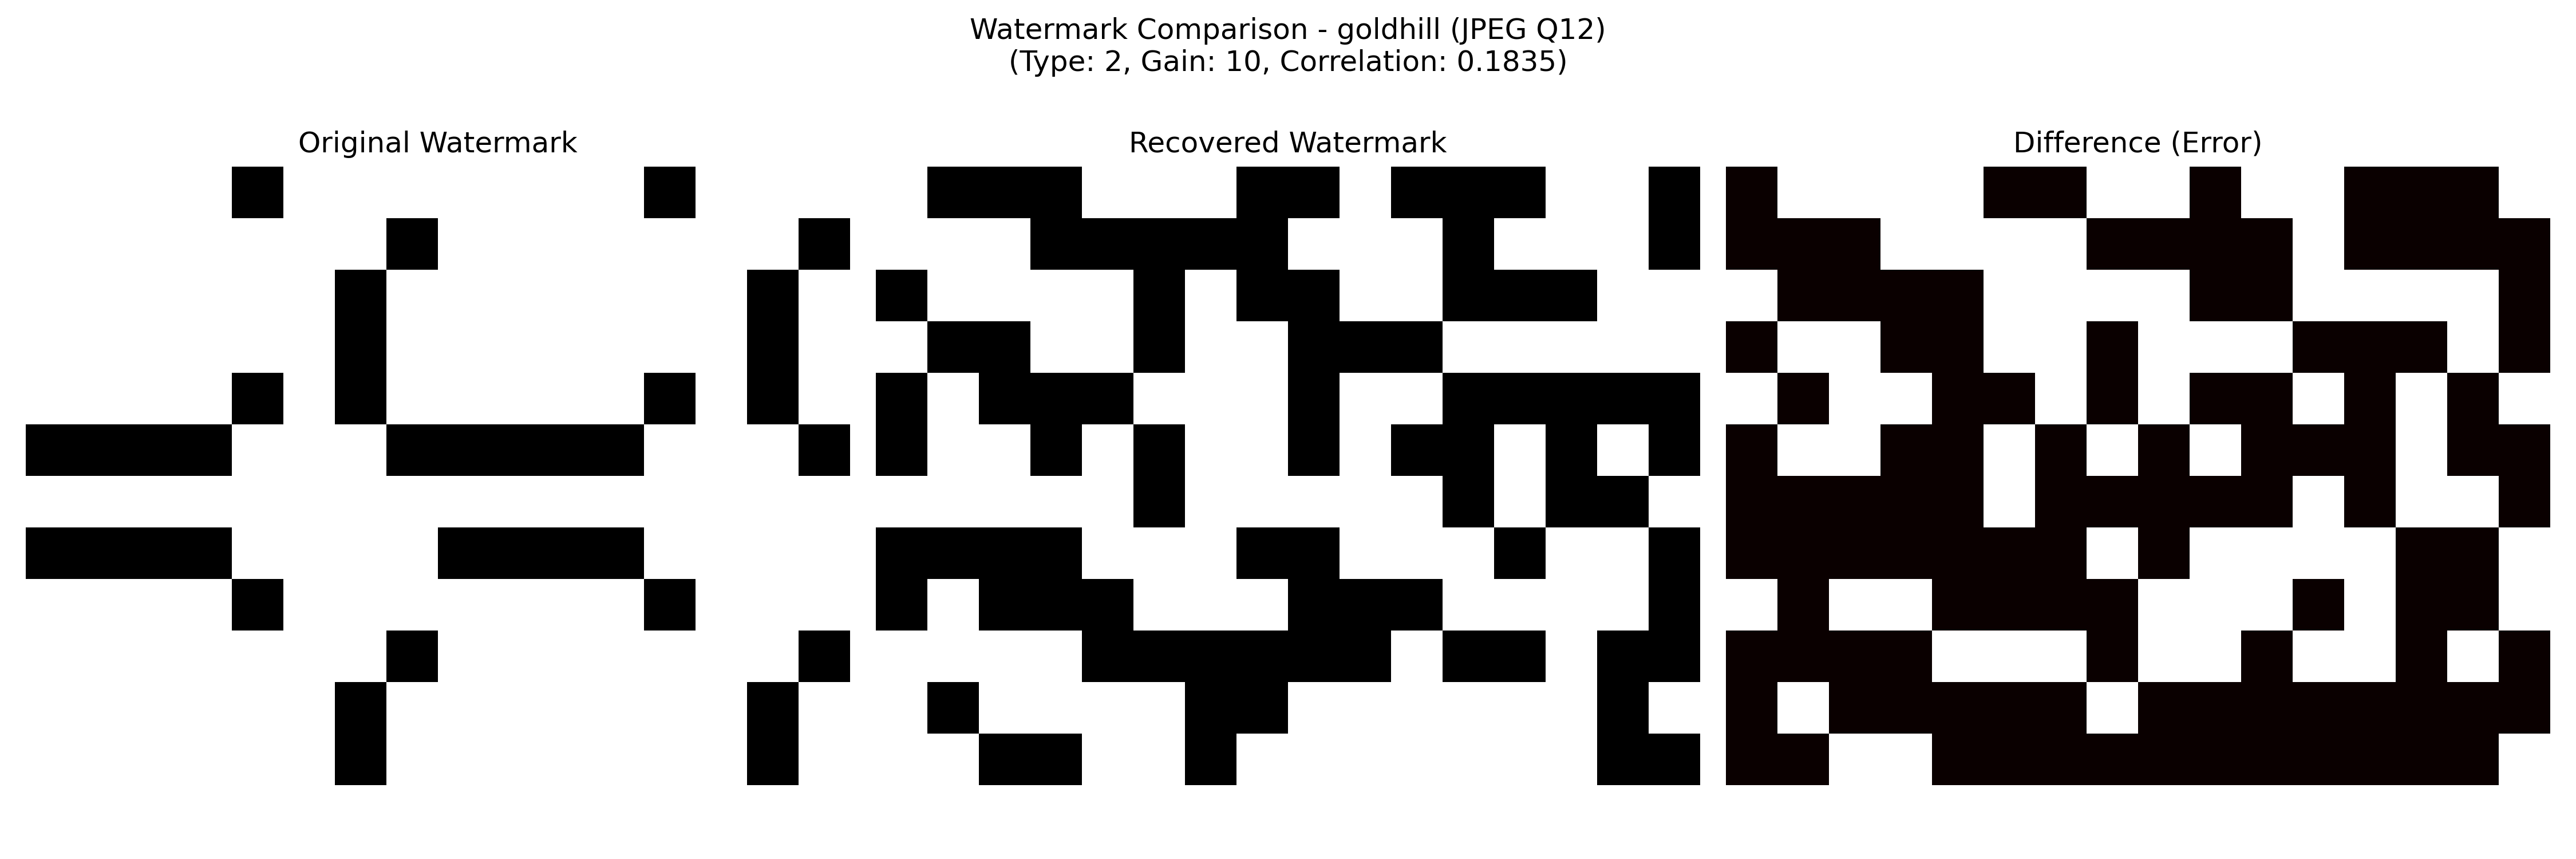 Watermark Comparison - goldhill (JPEG Q12)
(Type: 2, Gain: 10, Correlation: 0.1835)
Original Watermark
Recovered Watermark
Difference (Error)